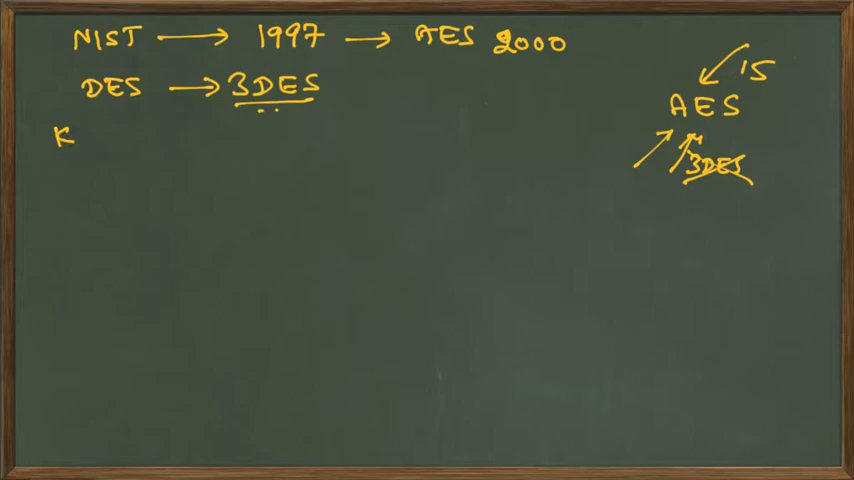 NIST → 1997 → AES 2000
DES → 3DES
K
15
AES
3DES